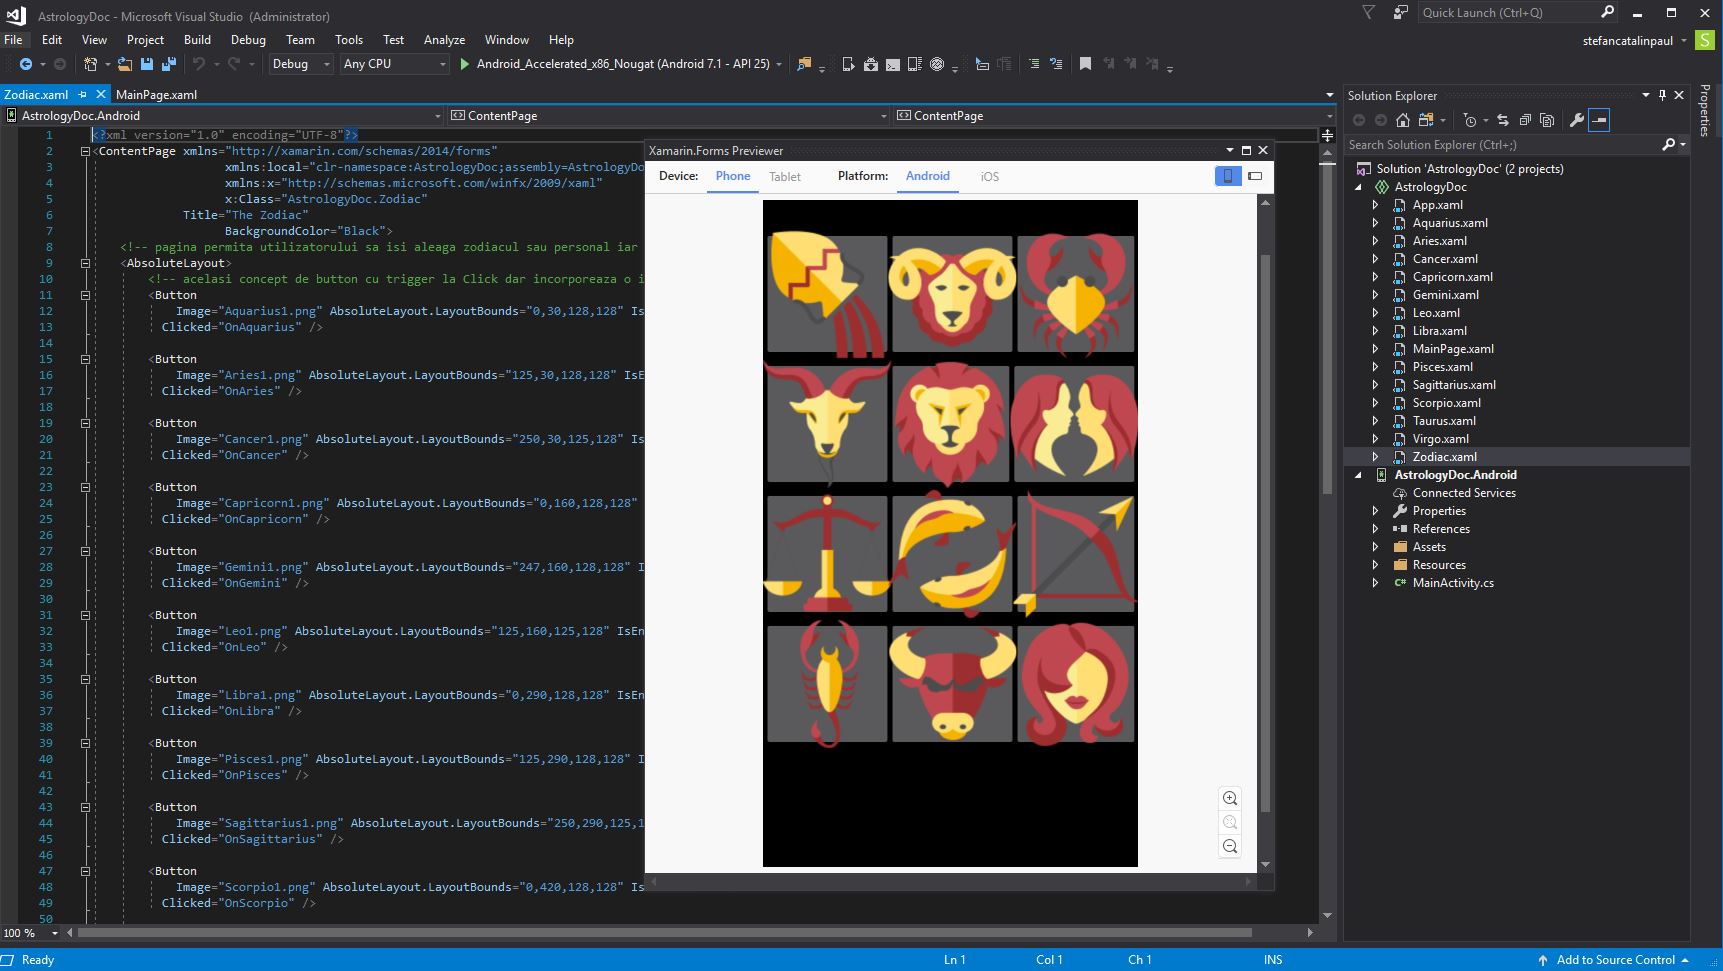 AstrologyDoc - Microsoft Visual Studio (Administrator)
Quick Launch (Ctrl+Q)
File Edit View Project Build Debug Team Tools Test Analyze Window Help
stefancatalinpaul S
Debug Any CPU Android_Accelerated_x86_Nougat (Android 7.1 - API 25)
Zodiac.xaml MainPage.xaml
AstrologyDoc.Android ContentPage ContentPage
1 <?xml version="1.0" encoding="UTF-8"?>
2 <ContentPage xmlns="http://xamarin.com/schemas/2014/forms"
3 xmlns:local="clr-namespace:AstrologyDoc;assembly=AstrologyDo
4 xmlns:x="http://schemas.microsoft.com/winfx/2009/xaml"
5 x:Class="AstrologyDoc.Zodiac"
6 Title="The Zodiac"
7 BackgroundColor="Black">
8 <!-- pagina permita utilizatorului sa isi aleaga zodiacul sau personal iar
9 <AbsoluteLayout>
10 <!-- acelasi concept de button cu trigger la Click dar incorporeaza o i
11 <Button
12 Image="Aquarius1.png" AbsoluteLayout.LayoutBounds="0,30,128,128" Is
13 Clicked="OnAquarius" />
14
15 <Button
16 Image="Aries1.png" AbsoluteLayout.LayoutBounds="125,30,128,128" IsE
17 Clicked="OnAries" />
18
19 <Button
20 Image="Cancer1.png" AbsoluteLayout.LayoutBounds="250,30,125,128" Is
21 Clicked="OnCancer" />
22
23 <Button
24 Image="Capricorn1.png" AbsoluteLayout.LayoutBounds="0,160,128,128"
25 Clicked="OnCapricorn" />
26
27 <Button
28 Image="Gemini1.png" AbsoluteLayout.LayoutBounds="247,160,128,128" I
29 Clicked="OnGemini" />
30
31 <Button
32 Image="Leo1.png" AbsoluteLayout.LayoutBounds="125,160,125,128" IsEn
33 Clicked="OnLeo" />
34
35 <Button
36 Image="Libra1.png" AbsoluteLayout.LayoutBounds="0,290,128,128" IsEn
37 Clicked="OnLibra" />
38
39 <Button
40 Image="Pisces1.png" AbsoluteLayout.LayoutBounds="125,290,128,128" I
41 Clicked="OnPisces" />
42
43 <Button
44 Image="Sagittarius1.png" AbsoluteLayout.LayoutBounds="250,290,125,1
45 Clicked="OnSagittarius" />
46
47 <Button
48 Image="Scorpio1.png" AbsoluteLayout.LayoutBounds="0,420,128,128" Is
49 Clicked="OnScorpio" />
50
100 %
Xamarin.Forms Previewer
Device: Phone Tablet Platform: Android iOS
Solution Explorer
Search Solution Explorer (Ctrl+;)
Solution 'AstrologyDoc' (2 projects)
AstrologyDoc
App.xaml
Aquarius.xaml
Aries.xaml
Cancer.xaml
Capricorn.xaml
Gemini.xaml
Leo.xaml
Libra.xaml
MainPage.xaml
Pisces.xaml
Sagittarius.xaml
Scorpio.xaml
Taurus.xaml
Virgo.xaml
Zodiac.xaml
AstrologyDoc.Android
Connected Services
Properties
References
Assets
Resources
C# MainActivity.cs
Properties
Ready Ln 1 Col 1 Ch 1 INS Add to Source Control